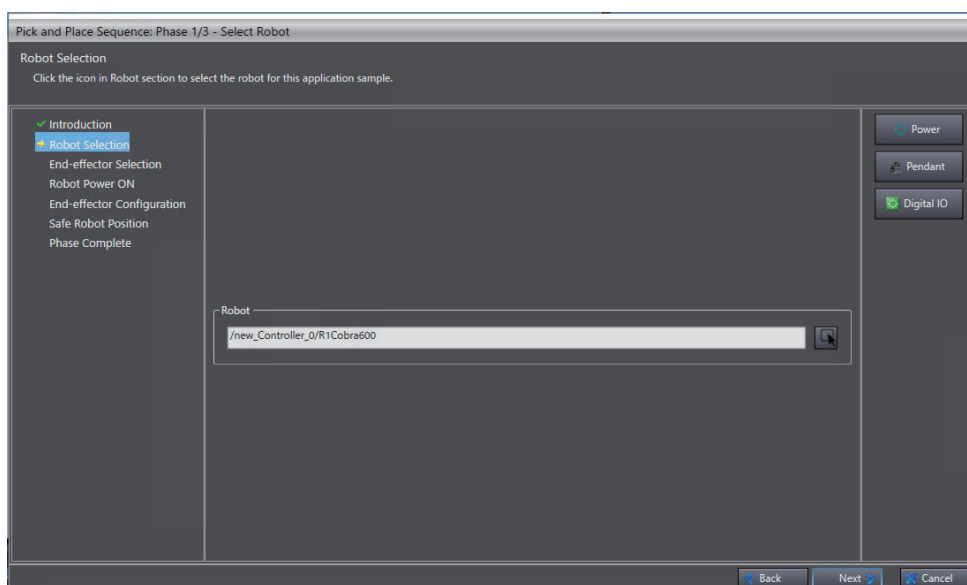 Pick and Place Sequence: Phase 1/3 - Select Robot
Robot Selection
Click the icon in Robot section to select the robot for this application sample.
Introduction
Robot Selection
End-effector Selection
Robot Power ON
End-effector Configuration
Safe Robot Position
Phase Complete
Robot
/new_Controller_0/R1Cobra600
Power
Pendant
Digital IO
Back
Next
Cancel